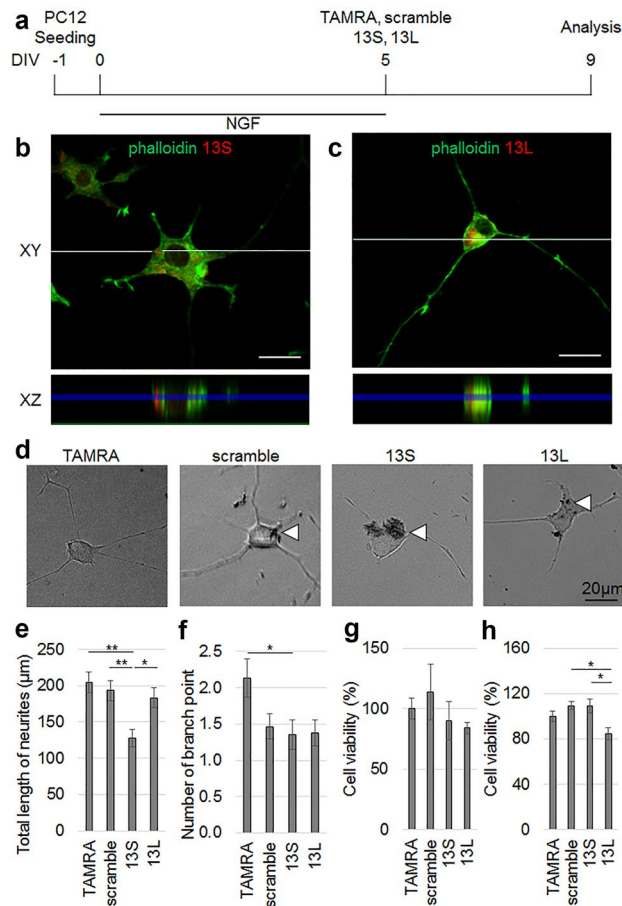 a
PC12
Seeding
TAMRA, scramble
13S, 13L
Analysis
DIV -1 0 5 9
NGF
b
phalloidin 13S
c
phalloidin 13L
XY
XZ
d
TAMRA
scramble
13S
13L
20μm
e
Total length of neurites (μm)
250
200
150
100
50
0
**
**
*
TAMRA
scramble
13S
13L
f
Number of branch point
2.5
2.0
1.5
1.0
0.5
0.0
*
TAMRA
scramble
13S
13L
g
Cell viability (%)
150
100
50
0
TAMRA
scramble
13S
13L
h
Cell viability (%)
160
120
80
40
0
*
*
TAMRA
scramble
13S
13L